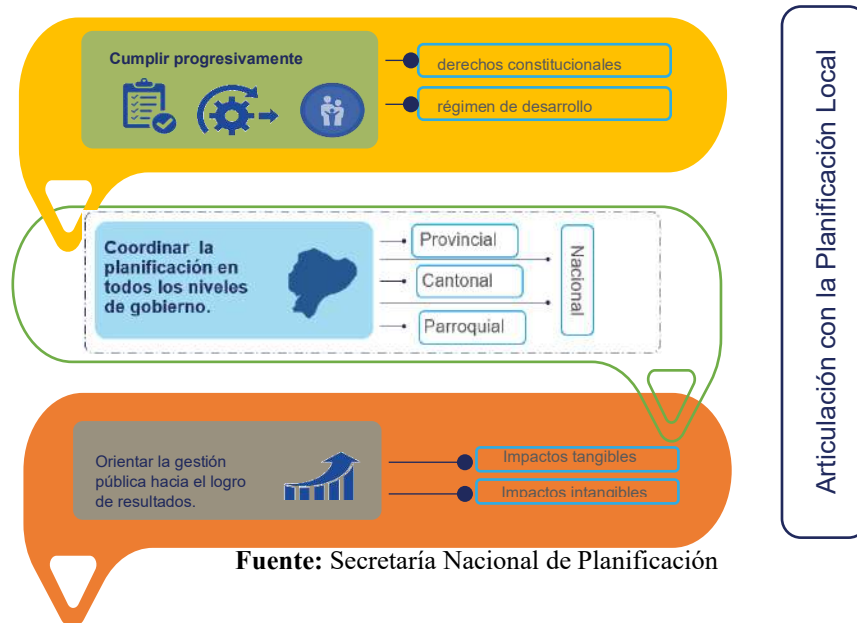 Cumplir progresivamente
derechos constitucionales
régimen de desarrollo
Coordinar la
planificación en
todos los niveles
de gobierno.
Provincial
Cantonal
Parroquial
Nacional
Orientar la gestión
pública hacia el logro
de resultados.
Impactos tangibles
Impactos intangibles
Fuente: Secretaría Nacional de Planificación
Articulación con la Planificación Local